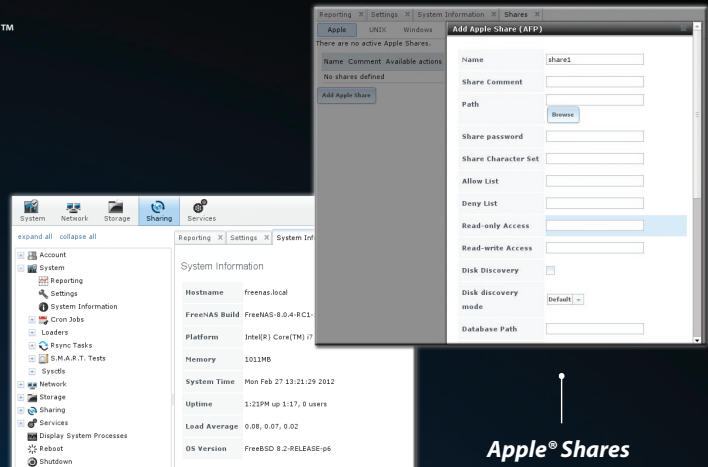 TM
Reporting X Settings X System Information X Shares X
Apple UNIX Windows
There are no active Apple Shares.
Name Comment Available actions
No shares defined
Add Apple Share
Add Apple Share (AFP)
Name share1
Share Comment
Path
Browse
Share password
Share Character Set
Allow List
Deny List
Read-only Access
Read-write Access
Disk Discovery
Disk discovery mode Default
Database Path
System Network Storage Sharing Services
expand all collapse all
Account
System
Reporting
Settings
System Information
Cron Jobs
Loaders
Rsync Tasks
S.M.A.R.T. Tests
Sysctls
Network
Storage
Sharing
Services
Display System Processes
Reboot
Shutdown
Reporting X Settings X System Inf
System Information
Hostname freenas.local
FreeNAS Build FreeNAS-8.0.4-RC1-
Platform Intel(R) Core(TM) i7
Memory 1011MB
System Time Mon Feb 27 13:21:29 2012
Uptime 1:21PM up 1:17, 0 users
Load Average 0.08, 0.07, 0.02
OS Version FreeBSD 8.2-RELEASE-p6
Apple® Shares